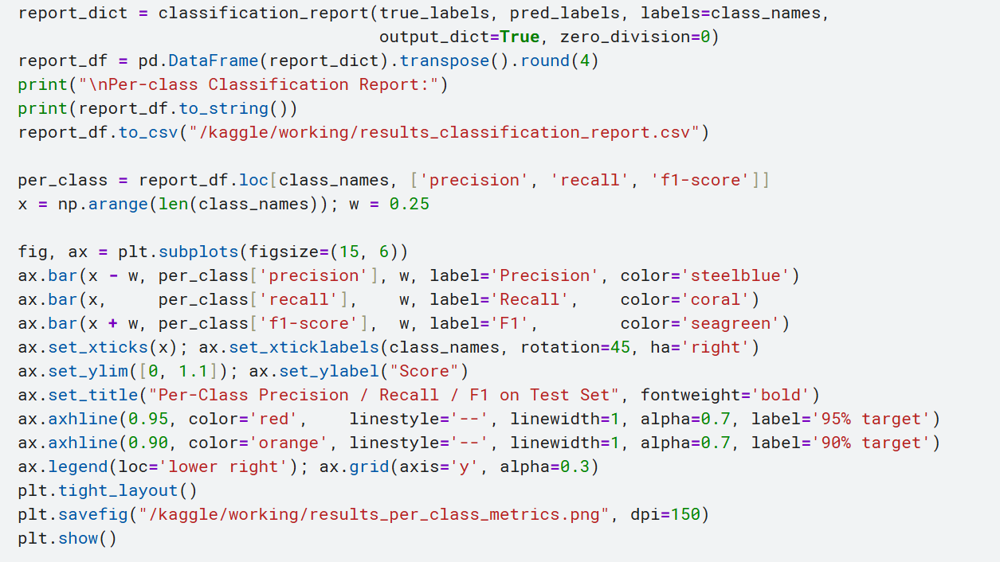 report_dict = classification_report(true_labels, pred_labels, labels=class_names,
                                    output_dict=True, zero_division=0)
report_df = pd.DataFrame(report_dict).transpose().round(4)
print("\nPer-class Classification Report:")
print(report_df.to_string())
report_df.to_csv("/kaggle/working/results_classification_report.csv")

per_class = report_df.loc[class_names, ['precision', 'recall', 'f1-score']]
x = np.arange(len(class_names)); w = 0.25

fig, ax = plt.subplots(figsize=(15, 6))
ax.bar(x - w, per_class['precision'], w, label='Precision', color='steelblue')
ax.bar(x,     per_class['recall'],    w, label='Recall',    color='coral')
ax.bar(x + w, per_class['f1-score'],  w, label='F1',        color='seagreen')
ax.set_xticks(x); ax.set_xticklabels(class_names, rotation=45, ha='right')
ax.set_ylim([0, 1.1]); ax.set_ylabel("Score")
ax.set_title("Per-Class Precision / Recall / F1 on Test Set", fontweight='bold')
ax.axhline(0.95, color='red',    linestyle='--', linewidth=1, alpha=0.7, label='95% target')
ax.axhline(0.90, color='orange', linestyle='--', linewidth=1, alpha=0.7, label='90% target')
ax.legend(loc='lower right'); ax.grid(axis='y', alpha=0.3)
plt.tight_layout()
plt.savefig("/kaggle/working/results_per_class_metrics.png", dpi=150)
plt.show()